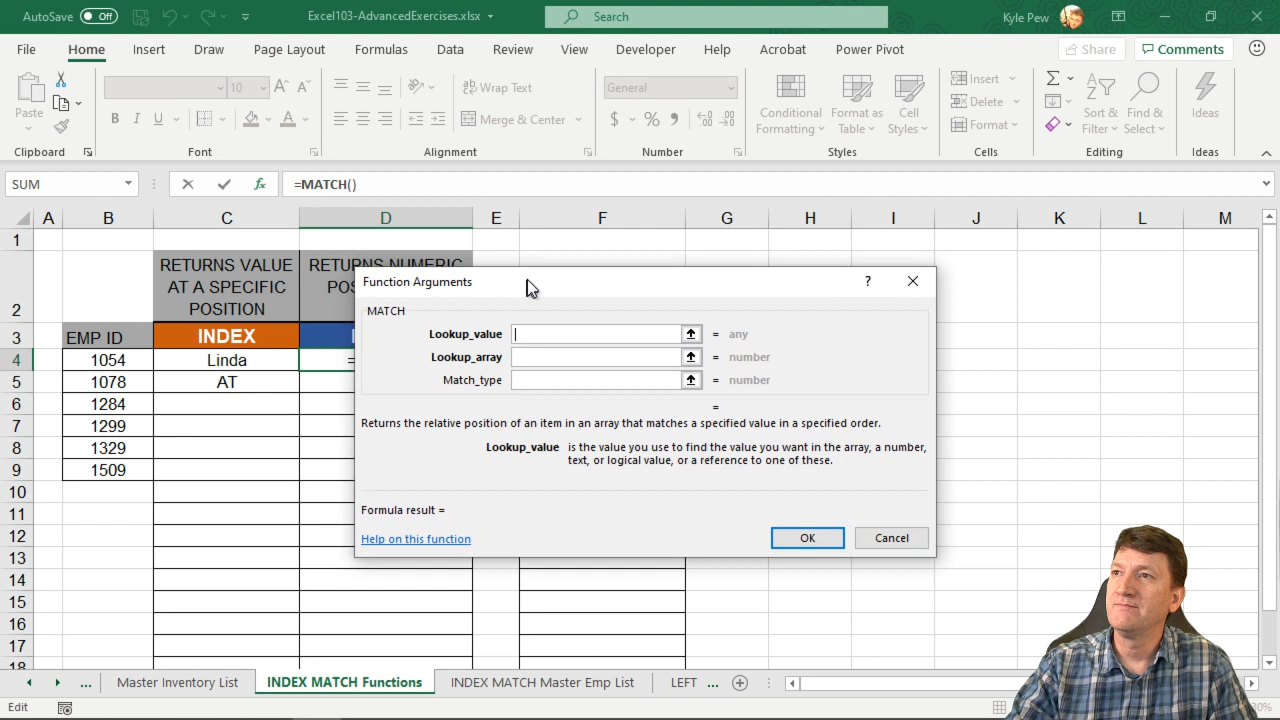 AutoSave Off Excel103-AdvancedExercises.xlsx Search Kyle Pew
File Home Insert Draw Page Layout Formulas Data Review View Developer Help Acrobat Power Pivot Share Comments
Paste 10 A A Wrap Text General Conditional Formatting Format as Table Cell Styles Insert Delete Format Sort & Filter Find & Select Ideas
B I U A Merge & Center $ % ,
Clipboard Font Alignment Number Styles Cells Editing Ideas
SUM fx =MATCH()
A B C D E F G H I J K L M
1
2 RETURNS VALUE AT A SPECIFIC POSITION RETURNS NUMERIC
3 EMP ID INDEX
4 1054 Linda =
5 1078 AT
6 1284
7 1299
8 1329
9 1509
10
11
12
13
14
15
16
17
18
Function Arguments ?
MATCH
Lookup_value = any
Lookup_array = number
Match_type = number
=
Returns the relative position of an item in an array that matches a specified value in a specified order.
Lookup_value is the value you use to find the value you want in the array, a number,
text, or logical value, or a reference to one of these.
Formula result =
Help on this function OK Cancel
... Master Inventory List INDEX MATCH Functions INDEX MATCH Master Emp List LEFT ...
Edit